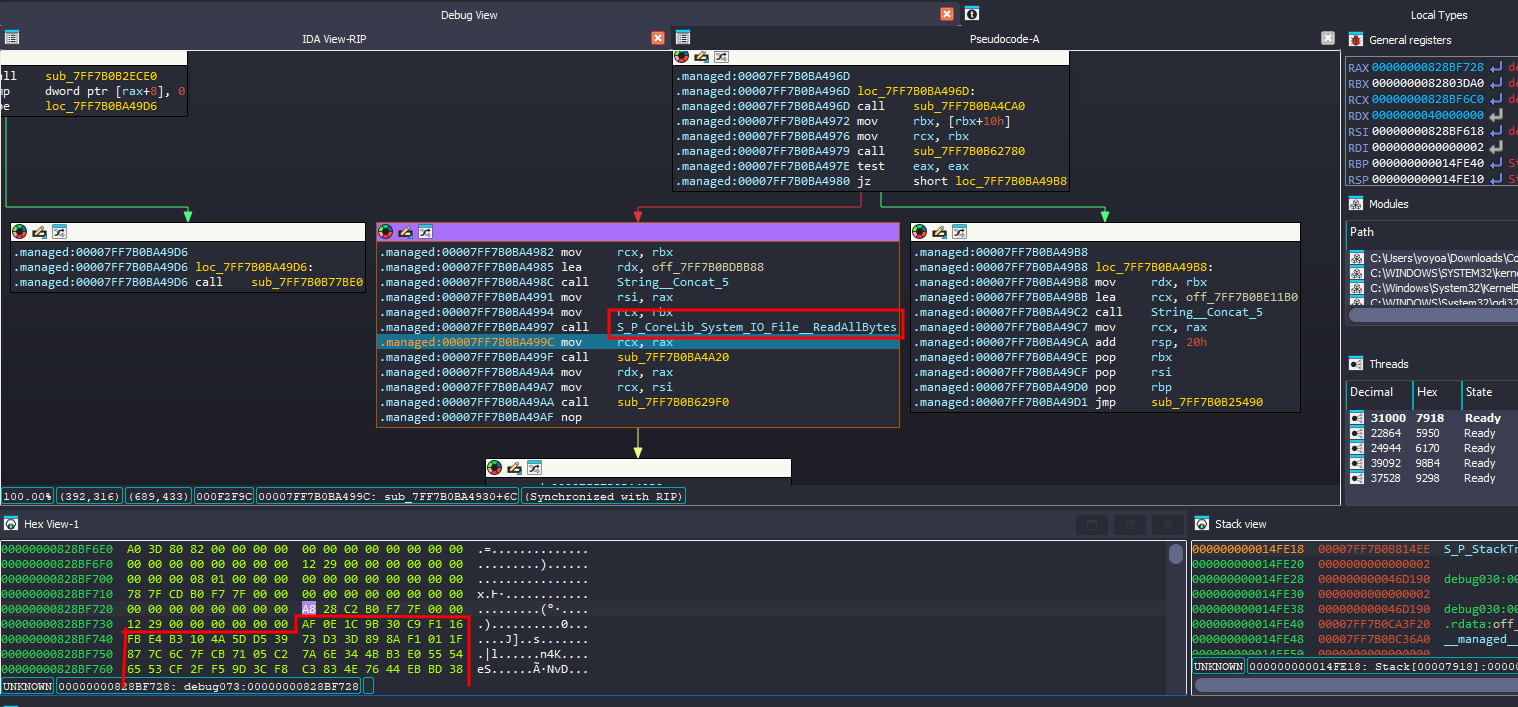 Debug View
Local Types
IDA View-RIP
Pseudocode-A
General registers
sub_7FF7B0B2ECE0
dword ptr [rax+8], 0
loc_7FF7B0BA49D6
.managed:00007FF7B0BA496D
.managed:00007FF7B0BA496D loc_7FF7B0BA496D:
.managed:00007FF7B0BA496D call sub_7FF7B0BA4CA0
.managed:00007FF7B0BA4972 mov rbx, [rbx+10h]
.managed:00007FF7B0BA4976 mov rcx, rbx
.managed:00007FF7B0BA4979 call sub_7FF7B0B62780
.managed:00007FF7B0BA497E test eax, eax
.managed:00007FF7B0BA4980 jz short loc_7FF7B0BA49B8
RAX 00000000828BF728
RBX 0000000082803DA0
RCX 00000000828BF6C0
RDX 0000000040000000
RSI 00000000828BF618
RDI 0000000000000002
RBP 000000000014FE40
RSP 000000000014FE10
Modules
Path
C:\Users\yoyoa\Downloads\Co
C:\WINDOWS\SYSTEM32\kerne
C:\Windows\System32\KernelE
C:\WINDOWS\System32\gdi32
.managed:00007FF7B0BA49D6
.managed:00007FF7B0BA49D6 loc_7FF7B0BA49D6:
.managed:00007FF7B0BA49D6 call sub_7FF7B0B77BE0
.managed:00007FF7B0BA4982 mov rcx, rbx
.managed:00007FF7B0BA4985 lea rdx, off_7FF7B0BDBB88
.managed:00007FF7B0BA498C call String__Concat_5
.managed:00007FF7B0BA4991 mov rsi, rax
.managed:00007FF7B0BA4994 mov rcx, rbx
.managed:00007FF7B0BA4997 call S_P_CoreLib_System_IO_File__ReadAllBytes
.managed:00007FF7B0BA499C mov rcx, rax
.managed:00007FF7B0BA499F call sub_7FF7B0BA4A20
.managed:00007FF7B0BA49A4 mov rdx, rax
.managed:00007FF7B0BA49A7 mov rcx, rsi
.managed:00007FF7B0BA49AA call sub_7FF7B0B629F0
.managed:00007FF7B0BA49AF nop
.managed:00007FF7B0BA49B8
.managed:00007FF7B0BA49B8 loc_7FF7B0BA49B8:
.managed:00007FF7B0BA49B8 mov rdx, rbx
.managed:00007FF7B0BA49BB lea rcx, off_7FF7B0BE11B0
.managed:00007FF7B0BA49C2 call String__Concat_5
.managed:00007FF7B0BA49C7 mov rcx, rax
.managed:00007FF7B0BA49CA add rsp, 20h
.managed:00007FF7B0BA49CE pop rbx
.managed:00007FF7B0BA49CF pop rsi
.managed:00007FF7B0BA49D0 pop rbp
.managed:00007FF7B0BA49D1 jmp sub_7FF7B0B25490
Threads
Decimal Hex State
31000 7918 Ready
22864 5950 Ready
24944 6170 Ready
39092 98B4 Ready
37528 9298 Ready
100.00% (392,316) (689,433) 000F2F9C 00007FF7B0BA499C: sub_7FF7B0BA4930+6C (Synchronized with RIP)
Hex View-1
00000000828BF6E0 A0 3D 80 82 00 00 00 00 00 00 00 00 00 00 00 00 .=..............
00000000828BF6F0 00 00 00 00 00 00 00 00 12 29 00 00 00 00 00 00 .........)......
00000000828BF700 00 00 00 08 01 00 00 00 00 00 00 00 00 00 00 00 ................
00000000828BF710 78 7F CD B0 F7 7F 00 00 00 00 00 00 00 00 00 00
00000000828BF720 00 00 00 00 00 00 00 00 A8 28 C2 B0 F7 7F 00 00
00000000828BF730 12 29 00 00 00 00 00 00 AF 0E 1C 9B 30 C9 F1 16 .)..........0...
00000000828BF740 FB E4 B3 10 4A 5D D5 39 73 D3 3D 89 8A F1 01 1F
00000000828BF750 87 7C 6C 7F CB 71 05 C2 7A 6E 34 4B B3 E0 55 54
00000000828BF760 65 53 CF 2F F5 9D 3C F8 C3 83 4E 76 44 EB BD 38
UNKNOWN 00000000828BF728: debug073:00000000828BF728
Stack view
000000000014FE18 00007FF7B0B814EE S_P_StackTr
000000000014FE20 0000000000000002
000000000014FE28 000000000046D190 debug030:00
000000000014FE30 0000000000000002
000000000014FE38 000000000046D190 debug030:00
000000000014FE40 00007FF7B0CA3F20 .rdata:off_
000000000014FE48 00007FF7B0BC36A0 __managed_
UNKNOWN 000000000014FE18: Stack[00007918]:00000